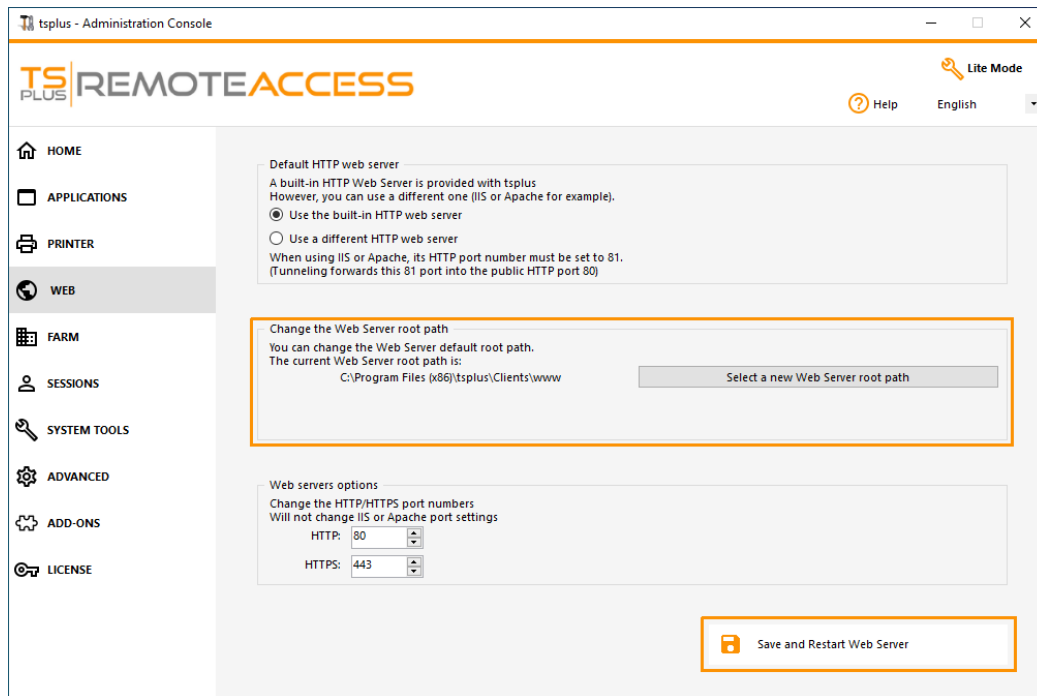 tsplus - Administration Console
TS PLUS REMOTEACCESS
Lite Mode
Help
English
HOME
APPLICATIONS
PRINTER
WEB
FARM
SESSIONS
SYSTEM TOOLS
ADVANCED
ADD-ONS
LICENSE
Default HTTP web server
A built-in HTTP Web Server is provided with tsplus
However, you can use a different one (IIS or Apache for example).
Use the built-in HTTP web server
Use a different HTTP web server
When using IIS or Apache, its HTTP port number must be set to 81.
(Tunneling forwards this 81 port into the public HTTP port 80)
Change the Web Server root path
You can change the Web Server default root path.
The current Web Server root path is:
C:\Program Files (x86)\tsplus\Clients\www
Select a new Web Server root path
Web servers options
Change the HTTP/HTTPS port numbers
Will not change IIS or Apache port settings
HTTP: 80
HTTPS: 443
Save and Restart Web Server